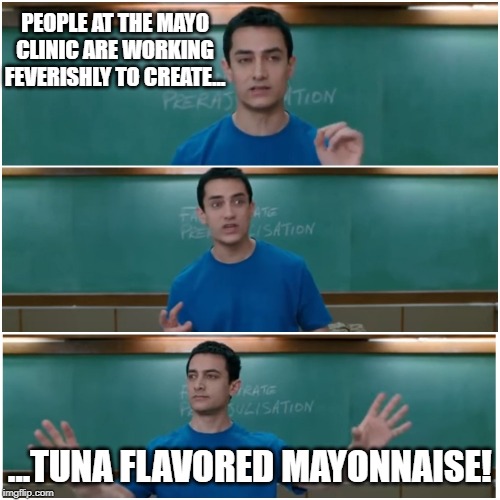 PEOPLE AT THE MAYO
CLINIC ARE WORKING
FEVERISHLY TO CREATE...
...TUNA FLAVORED MAYONNAISE!
imgflip.com